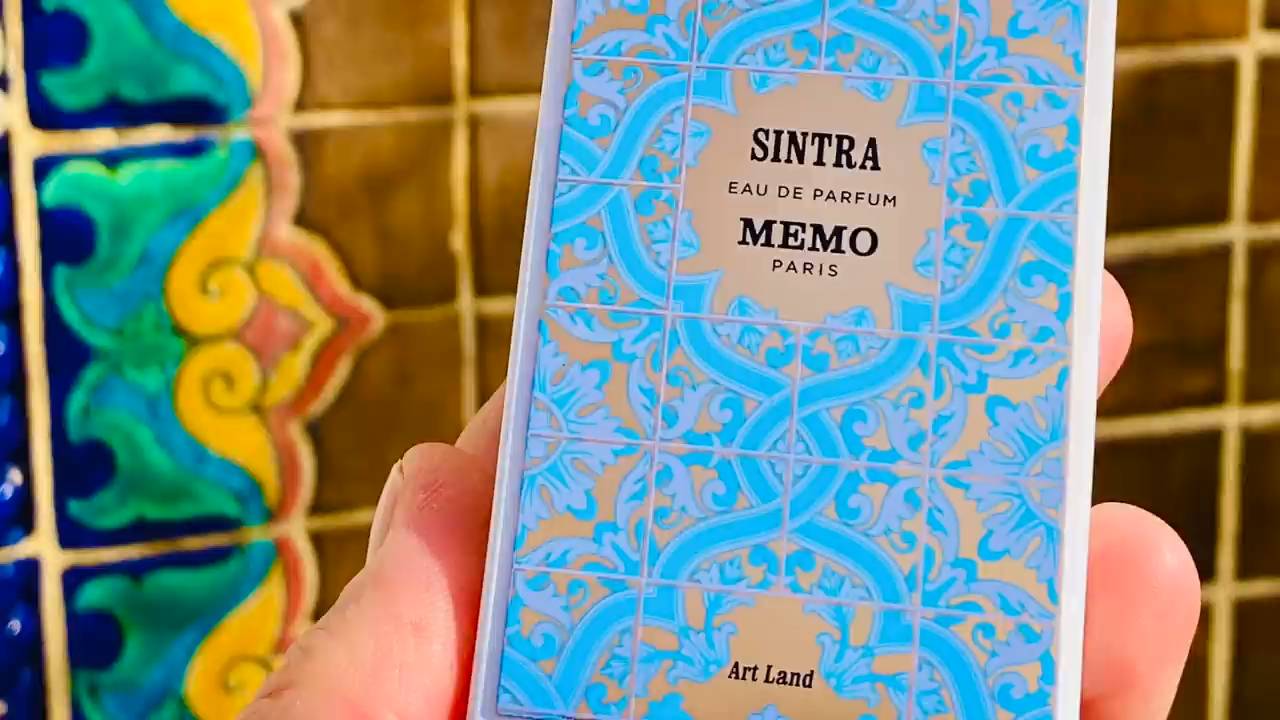 SINTRA
EAU DE PARFUM
MEMO
PARIS
Art Land